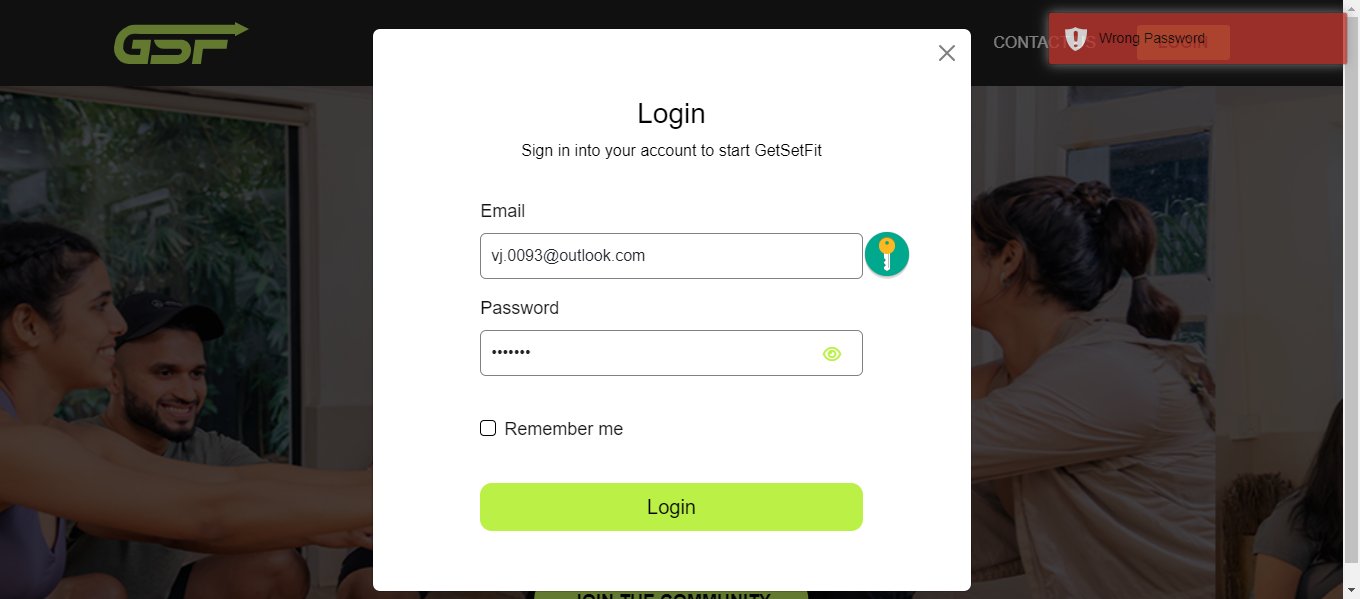 GSF
CONTACT US
LOGIN
Wrong Password
Login
Sign in into your account to start GetSetFit
Email
vj.0093@outlook.com
Password
•••••••
Remember me
Login
JOIN THE COMMUNITY